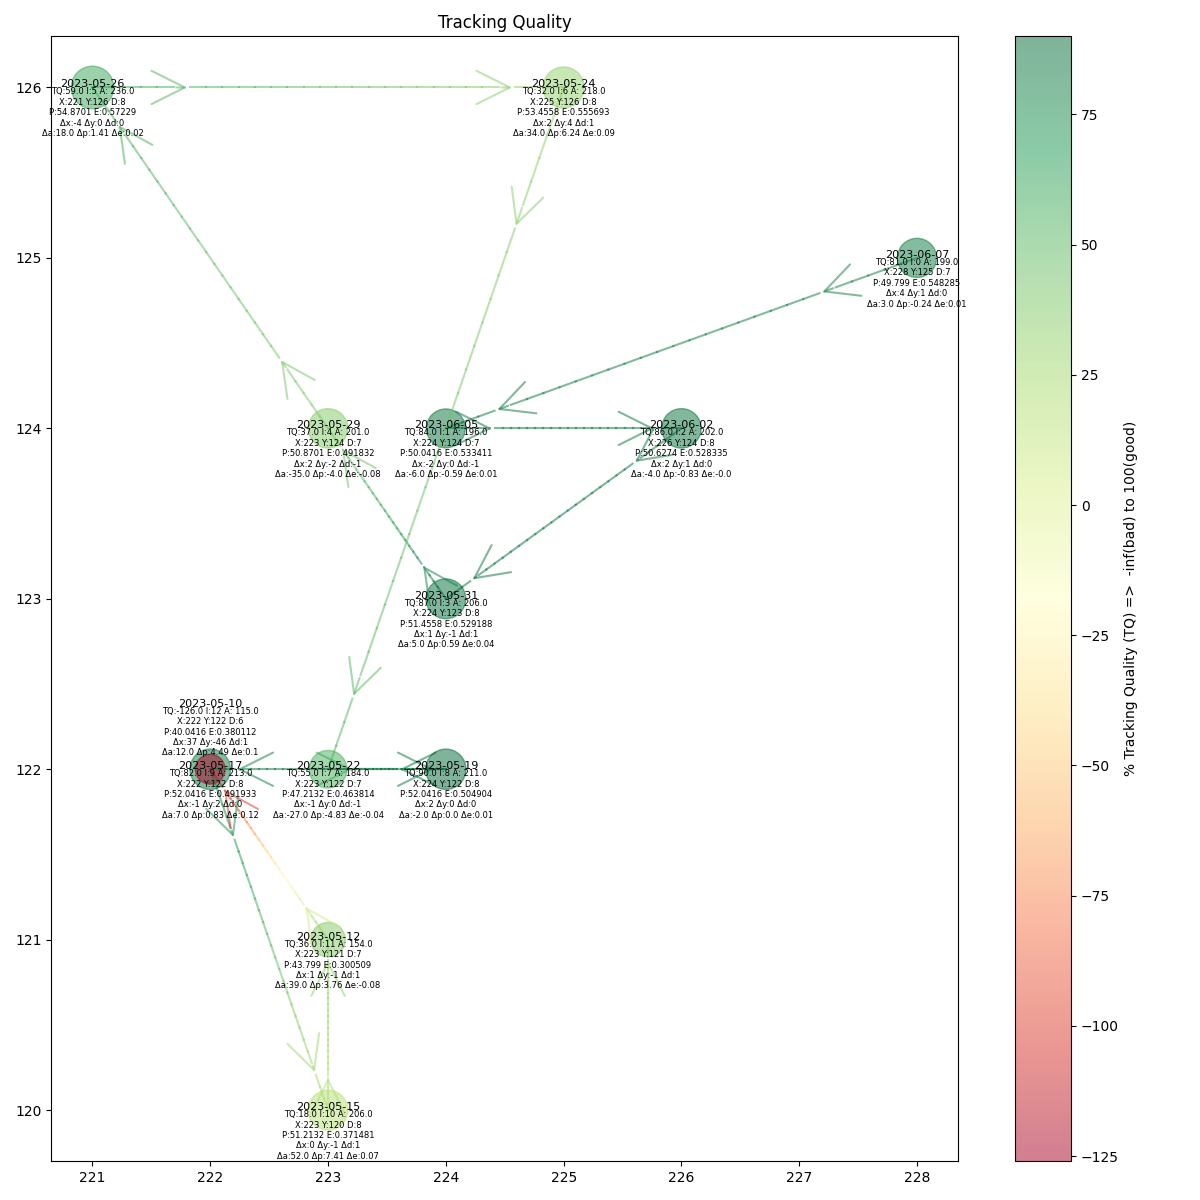 Tracking Quality
2023-05-26
TQ:59.0 I:5 A: 236.0
X:221 Y:126 D:8
P:54.8701 E:0.57229
Δx:-4 Δy:0 Δd:0
Δa:18.0 Δp:1.41 Δe:0.02
2023-05-24
TQ:32.0 I:6 A: 218.0
X:225 Y:126 D:8
P:53.4558 E:0.555693
Δx:2 Δy:4 Δd:1
Δa:34.0 Δp:6.24 Δe:0.09
2023-06-07
TQ:81.0 I:0 A: 199.0
X:228 Y:125 D:7
P:49.799 E:0.548285
Δx:4 Δy:1 Δd:0
Δa:3.0 Δp:-0.24 Δe:0.01
2023-05-29
TQ:37.0 I:4 A: 201.0
X:223 Y:124 D:7
P:50.8701 E:0.491832
Δx:2 Δy:-2 Δd:-1
Δa:-35.0 Δp:-4.0 Δe:-0.08
2023-06-05
TQ:84.0 I:1 A: 196.0
X:224 Y:124 D:7
P:50.0416 E:0.533411
Δx:-2 Δy:0 Δd:-1
Δa:-6.0 Δp:-0.59 Δe:0.01
2023-06-02
TQ:86.0 I:2 A: 202.0
X:226 Y:124 D:8
P:50.6274 E:0.528335
Δx:2 Δy:1 Δd:0
Δa:-4.0 Δp:-0.83 Δe:-0.0
2023-05-31
TQ:87.0 I:3 A: 206.0
X:224 Y:123 D:8
P:51.4558 E:0.529188
Δx:1 Δy:-1 Δd:1
Δa:5.0 Δp:0.59 Δe:0.04
2023-05-10
TQ:-126.0 I:12 A: 115.0
X:222 Y:122 D:6
P:40.0416 E:0.380112
Δx:37 Δy:-46 Δd:1
Δa:12.0 Δp:4.49 Δe:0.1
2023-05-17
TQ:82.0 I:9 A: 213.0
X:222 Y:122 D:8
P:52.0416 E:0.491933
Δx:-1 Δy:2 Δd:0
Δa:7.0 Δp:0.83 Δe:0.12
2023-05-22
TQ:55.0 I:7 A: 184.0
X:223 Y:122 D:7
P:47.2132 E:0.463814
Δx:-1 Δy:0 Δd:-1
Δa:-27.0 Δp:-4.83 Δe:-0.04
2023-05-19
TQ:90.0 I:8 A: 211.0
X:224 Y:122 D:8
P:52.0416 E:0.504904
Δx:2 Δy:0 Δd:0
Δa:-2.0 Δp:0.0 Δe:0.01
2023-05-12
TQ:36.0 I:11 A: 154.0
X:223 Y:121 D:7
P:43.799 E:0.300509
Δx:1 Δy:-1 Δd:1
Δa:39.0 Δp:3.76 Δe:-0.08
2023-05-15
TQ:18.0 I:10 A: 206.0
X:223 Y:120 D:8
P:51.2132 E:0.371481
Δx:0 Δy:-1 Δd:1
Δa:52.0 Δp:7.41 Δe:0.07
126
125
124
123
122
121
120
221 222 223 224 225 226 227 228
75
50
25
0
−25
−50
−75
−100
−125
% Tracking Quality (TQ) => -inf(bad) to 100(good)